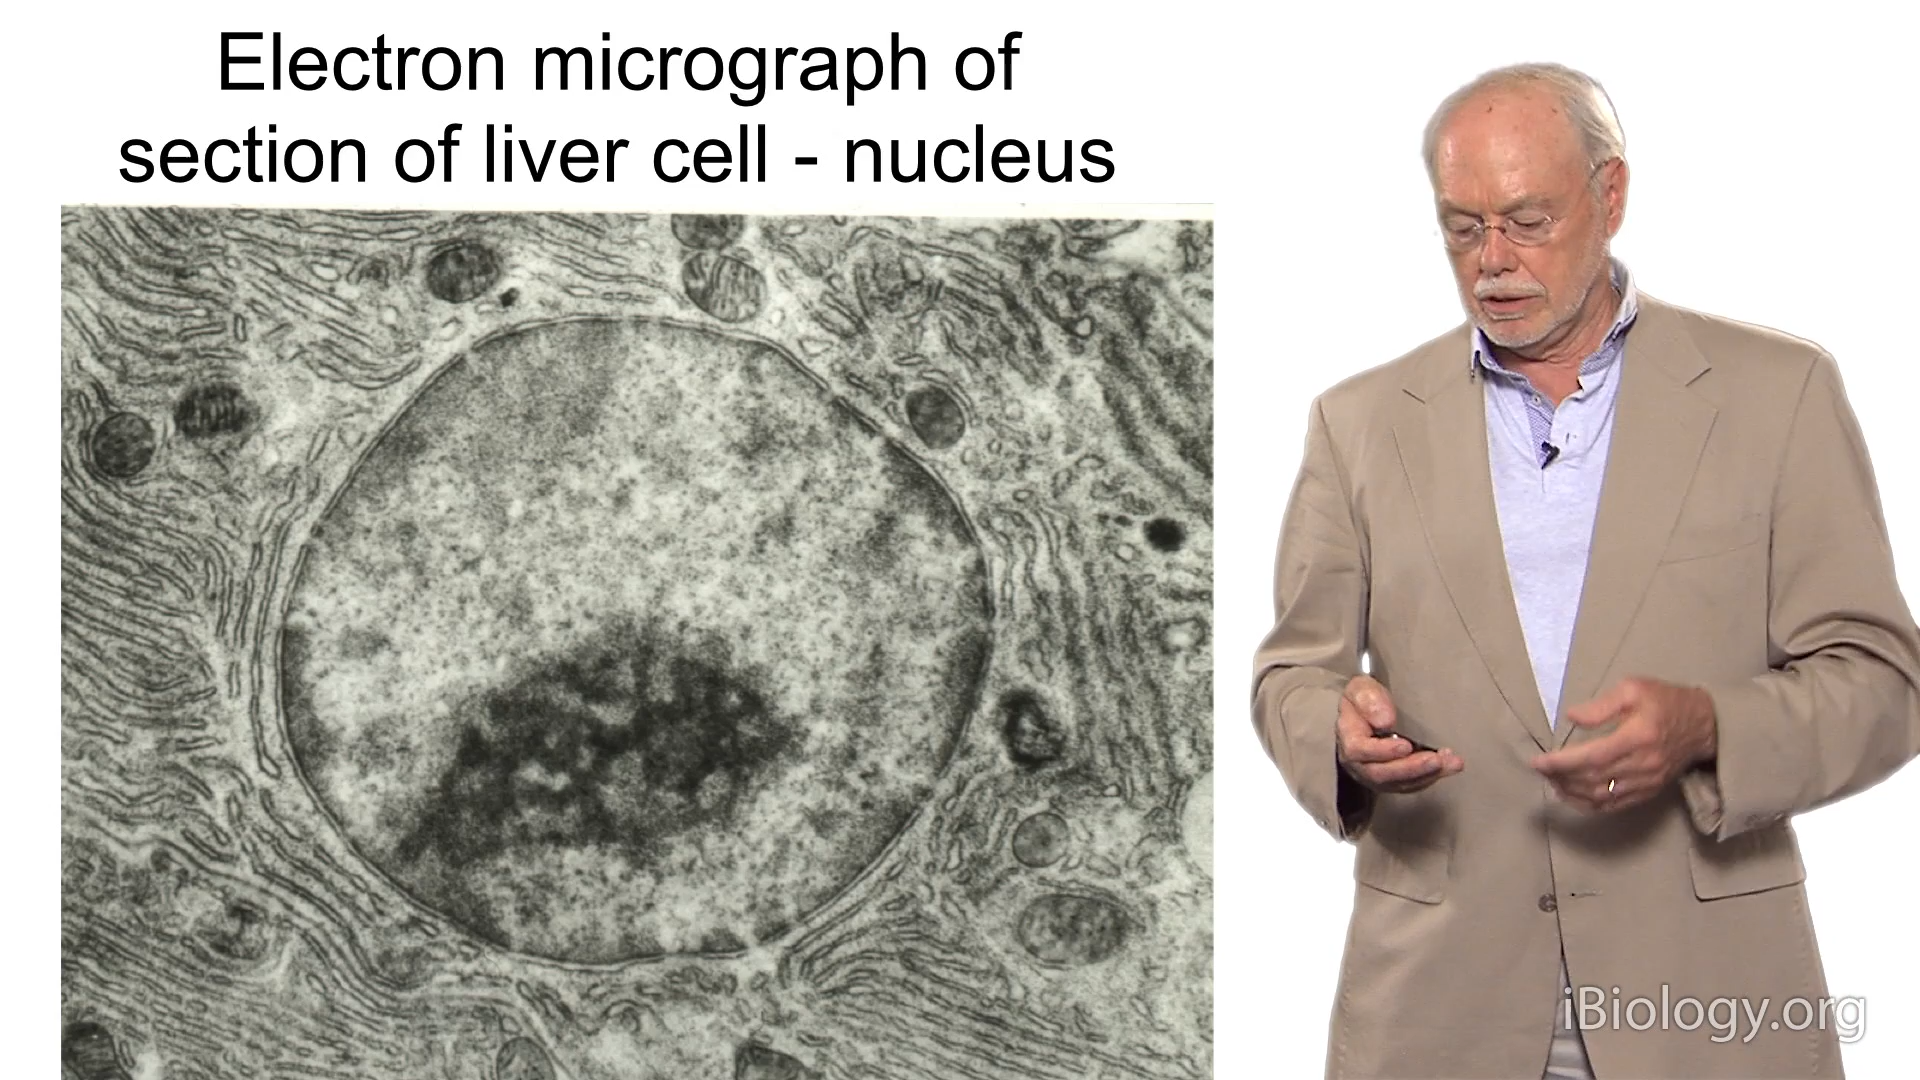 Electron micrograph of
section of liver cell - nucleus
iBiology.org